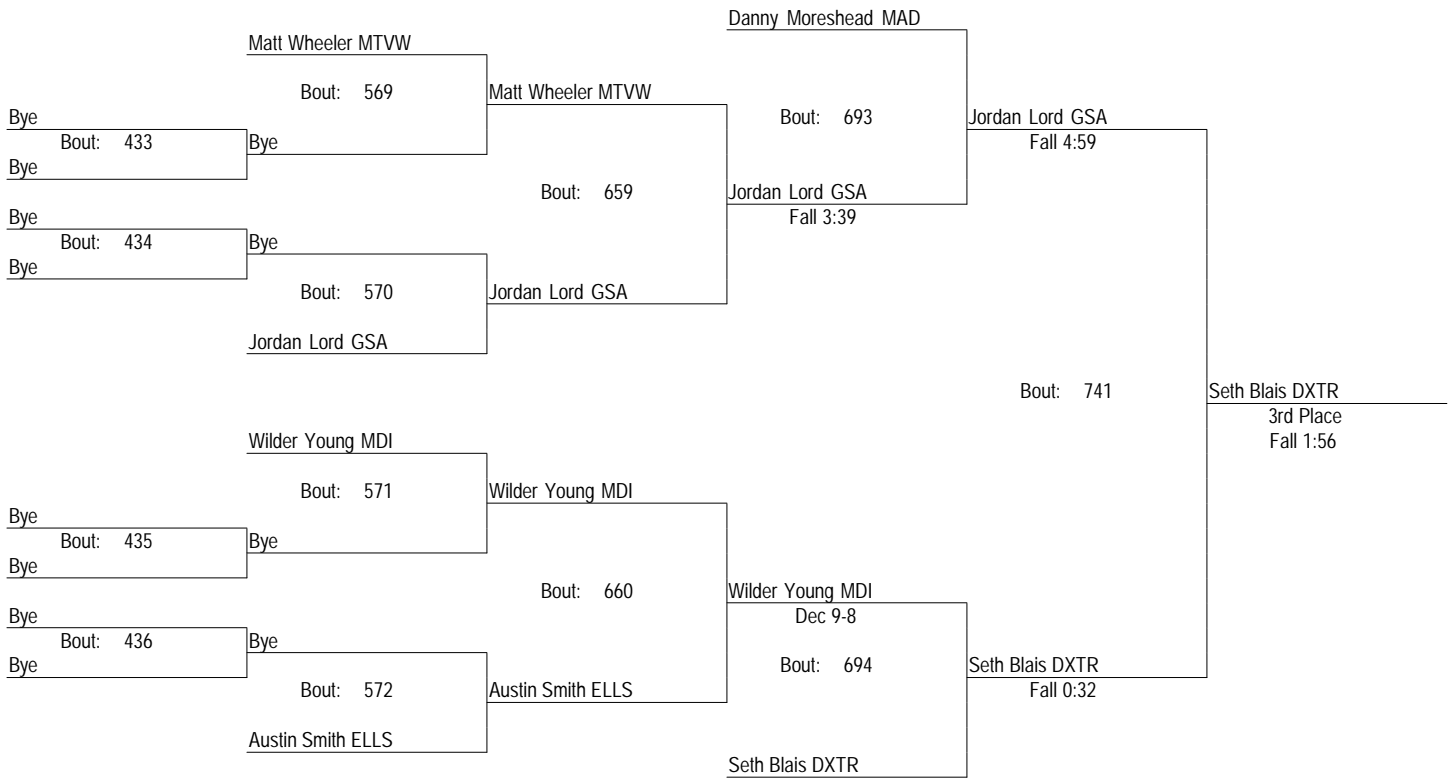 Danny Moreshead MAD
Matt Wheeler MTVW
Bout: 569
Matt Wheeler MTVW
Bye
Bout: 693
Jordan Lord GSA
Bout: 433
Bye
Fall 4:59
Bye
Bout: 659
Jordan Lord GSA
Bye
Fall 3:39
Bout: 434
Bye
Bye
Bout: 570
Jordan Lord GSA
Jordan Lord GSA
Bout: 741
Seth Blais DXTR
3rd Place
Wilder Young MDI
Fall 1:56
Bout: 571
Wilder Young MDI
Bye
Bout: 435
Bye
Bye
Bout: 660
Wilder Young MDI
Bye
Dec 9-8
Bout: 436
Bye
Bye
Bout: 694
Seth Blais DXTR
Bout: 572
Austin Smith ELLS
Fall 0:32
Austin Smith ELLS
Seth Blais DXTR